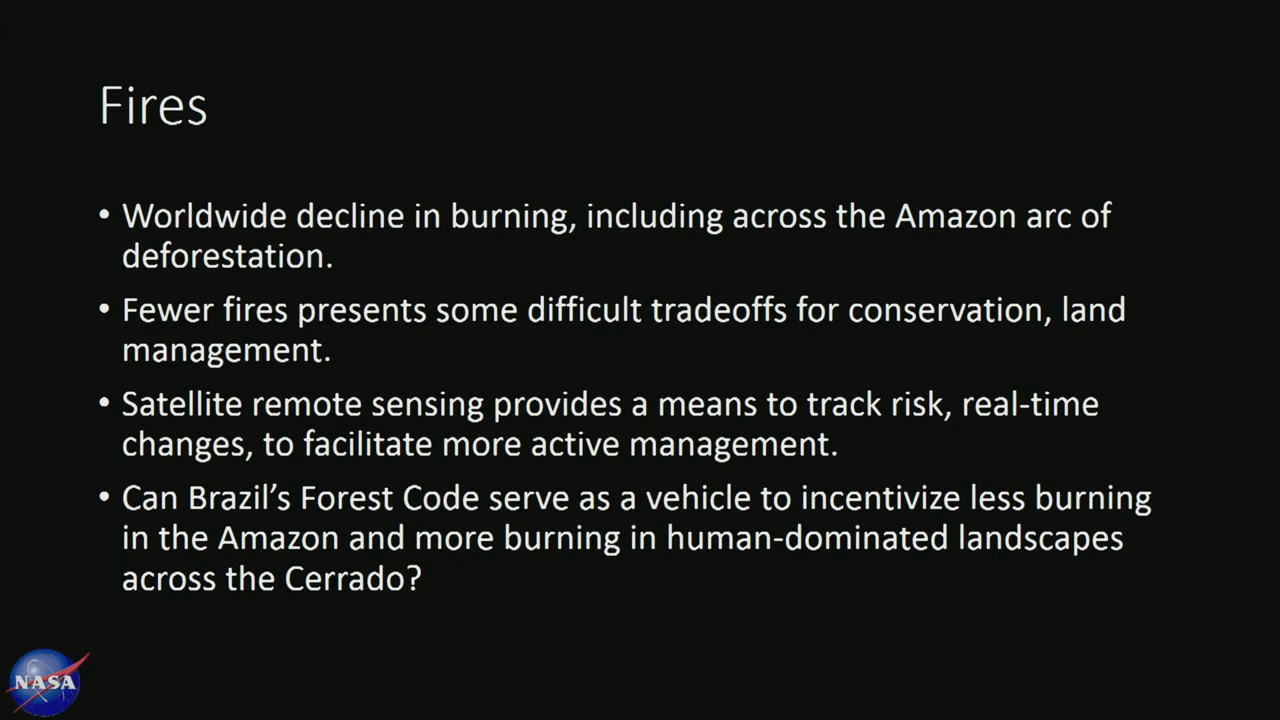 Fires
• Worldwide decline in burning, including across the Amazon arc of
deforestation.
• Fewer fires presents some difficult tradeoffs for conservation, land
management.
• Satellite remote sensing provides a means to track risk, real-time
changes, to facilitate more active management.
• Can Brazil’s Forest Code serve as a vehicle to incentivize less burning
in the Amazon and more burning in human-dominated landscapes
across the Cerrado?
NASA